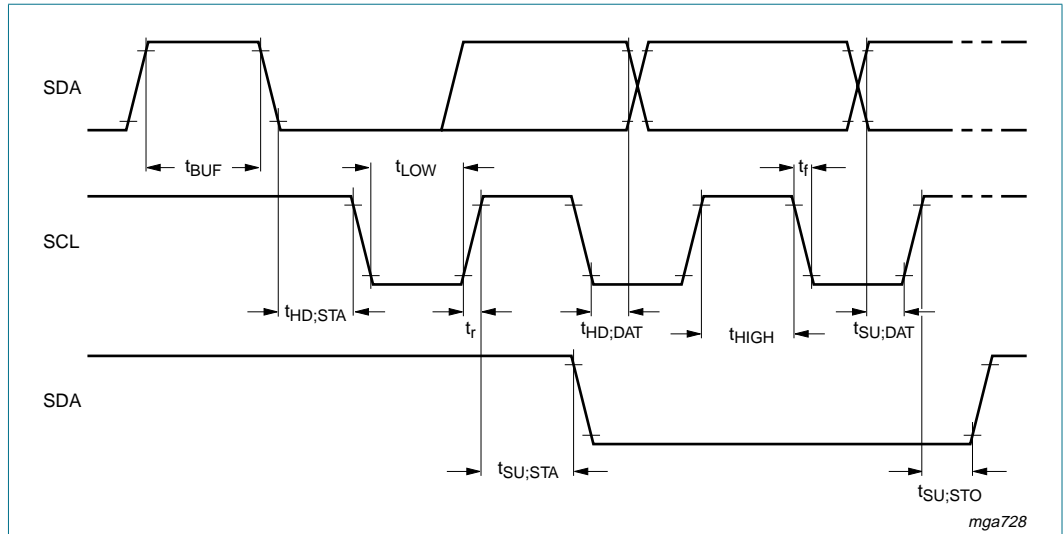 SDA
tBUF
tLOW
tf
SCL
tHD;STA
tr
tHD;DAT
tHIGH
tSU;DAT
SDA
tSU;STA
tSU;STO
mga728